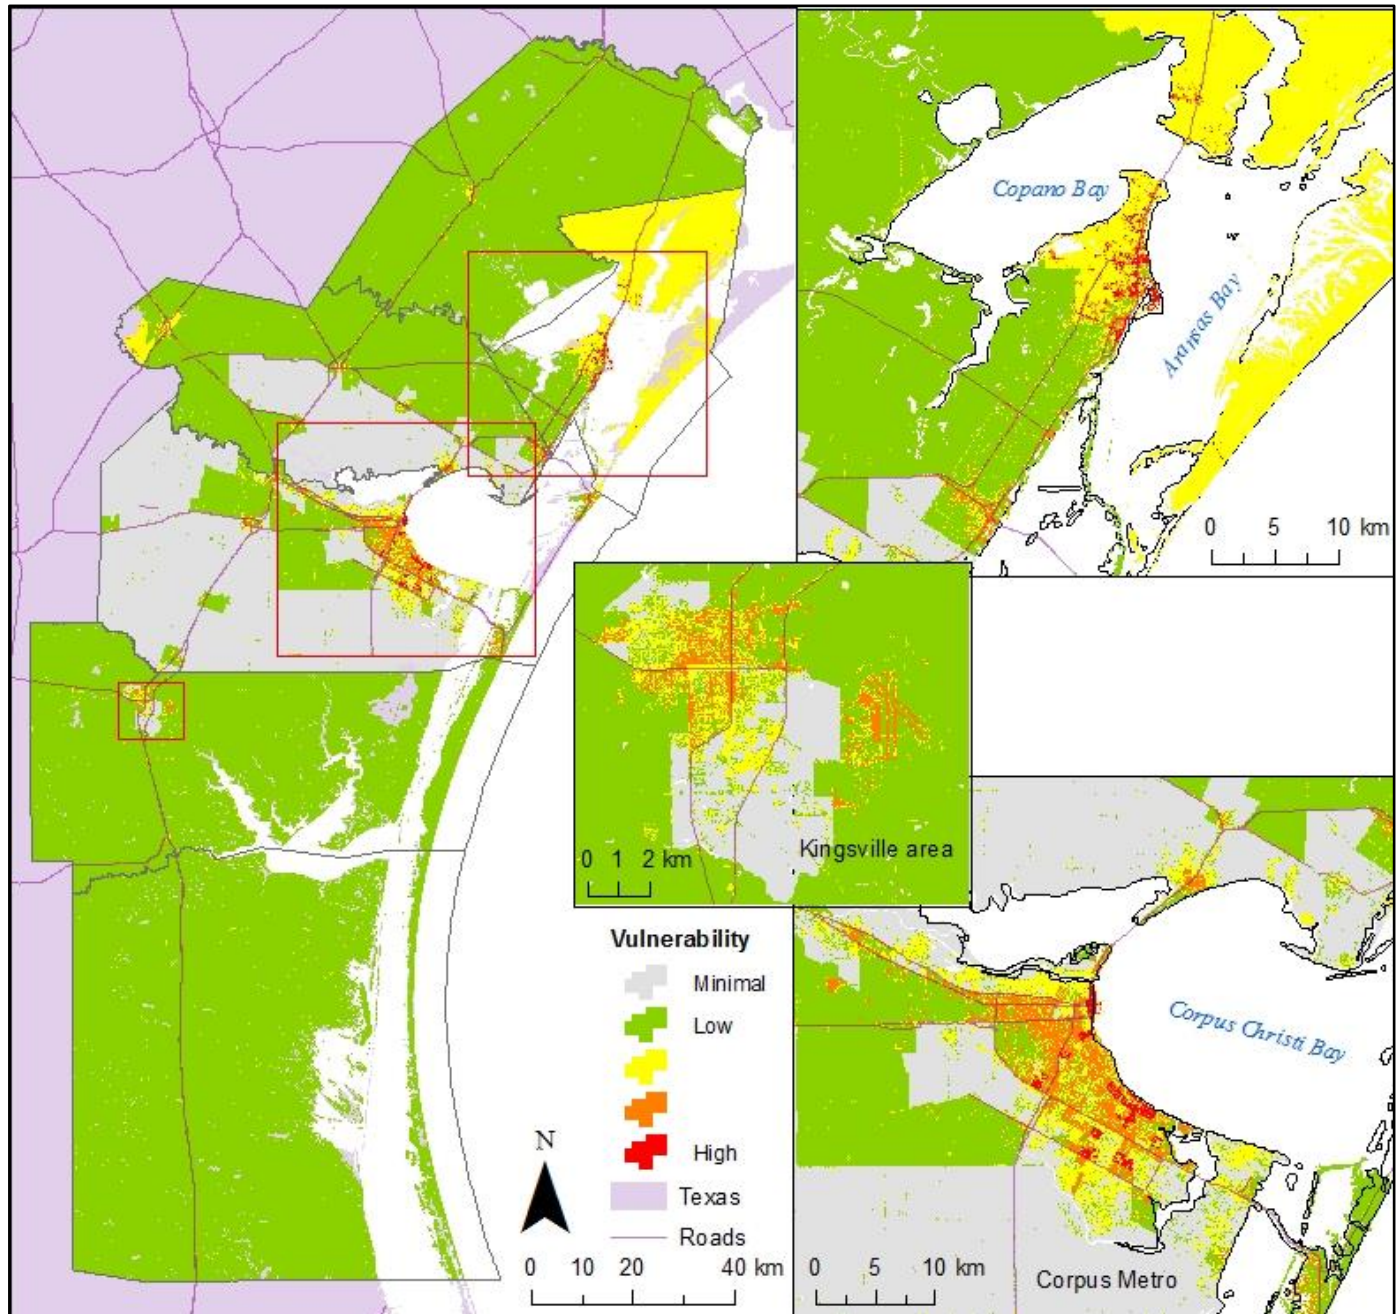 Copano Bay
Aransas Bay
0 5 10 km
0 1 2 km
Kingsville area
Vulnerability
Minimal
Low
High
Texas
Roads
N
0 10 20 40 km
Corpus Christi Bay
0 5 10 km
Corpus Metro